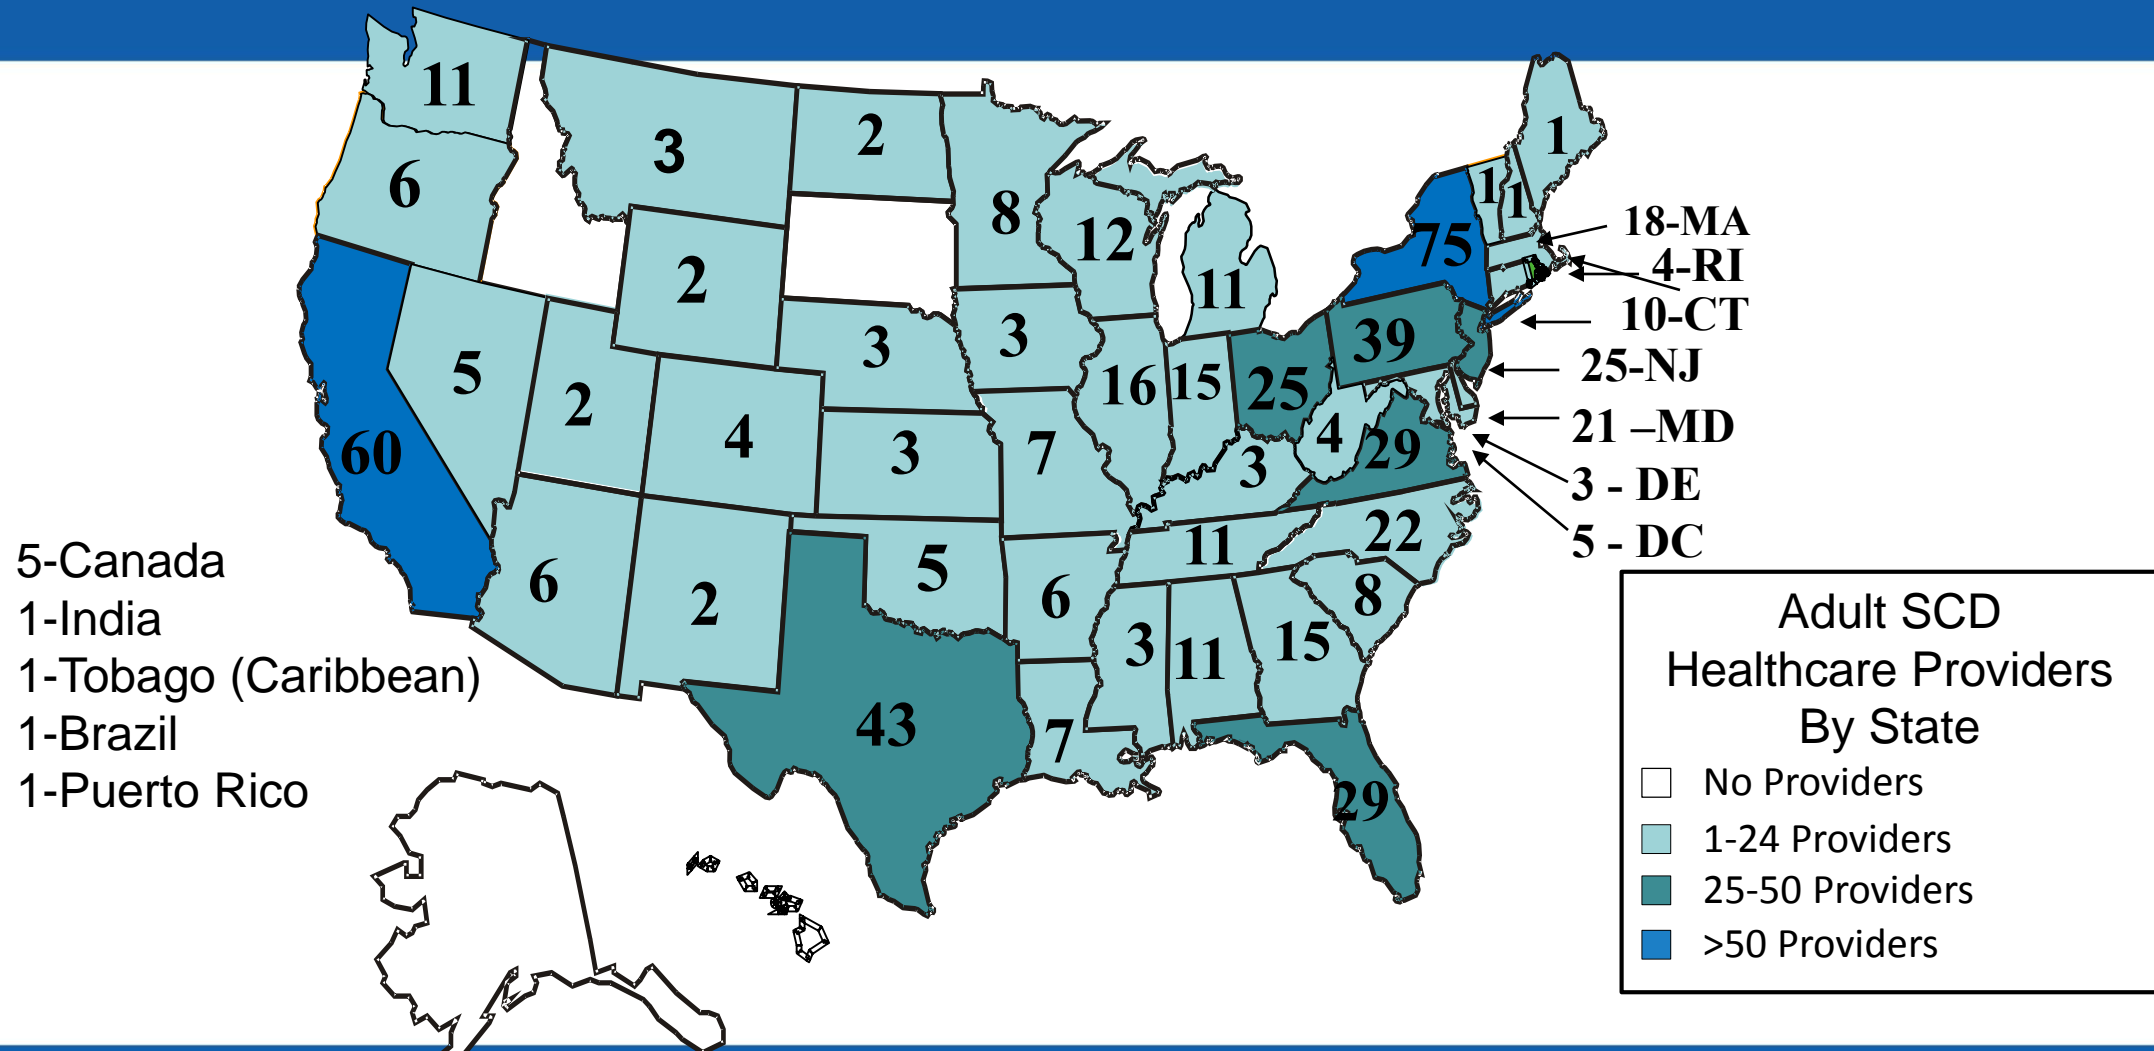 11
3
2
1
6
8
1
1
18-MA
12
75
4-RI
2
11
10-CT
3
3
39
25-NJ
5
2
16
15
25
21 –MD
4
4
29
60
3
7
3
3 - DE
22
5 - DC
11
5-Canada
6
5
6
8
1-India
2
3
11
15
1-Tobago (Caribbean)
43
7
1-Brazil
29
1-Puerto Rico
Adult SCD
Healthcare Providers
By State
No Providers
1-24 Providers
25-50 Providers
>50 Providers